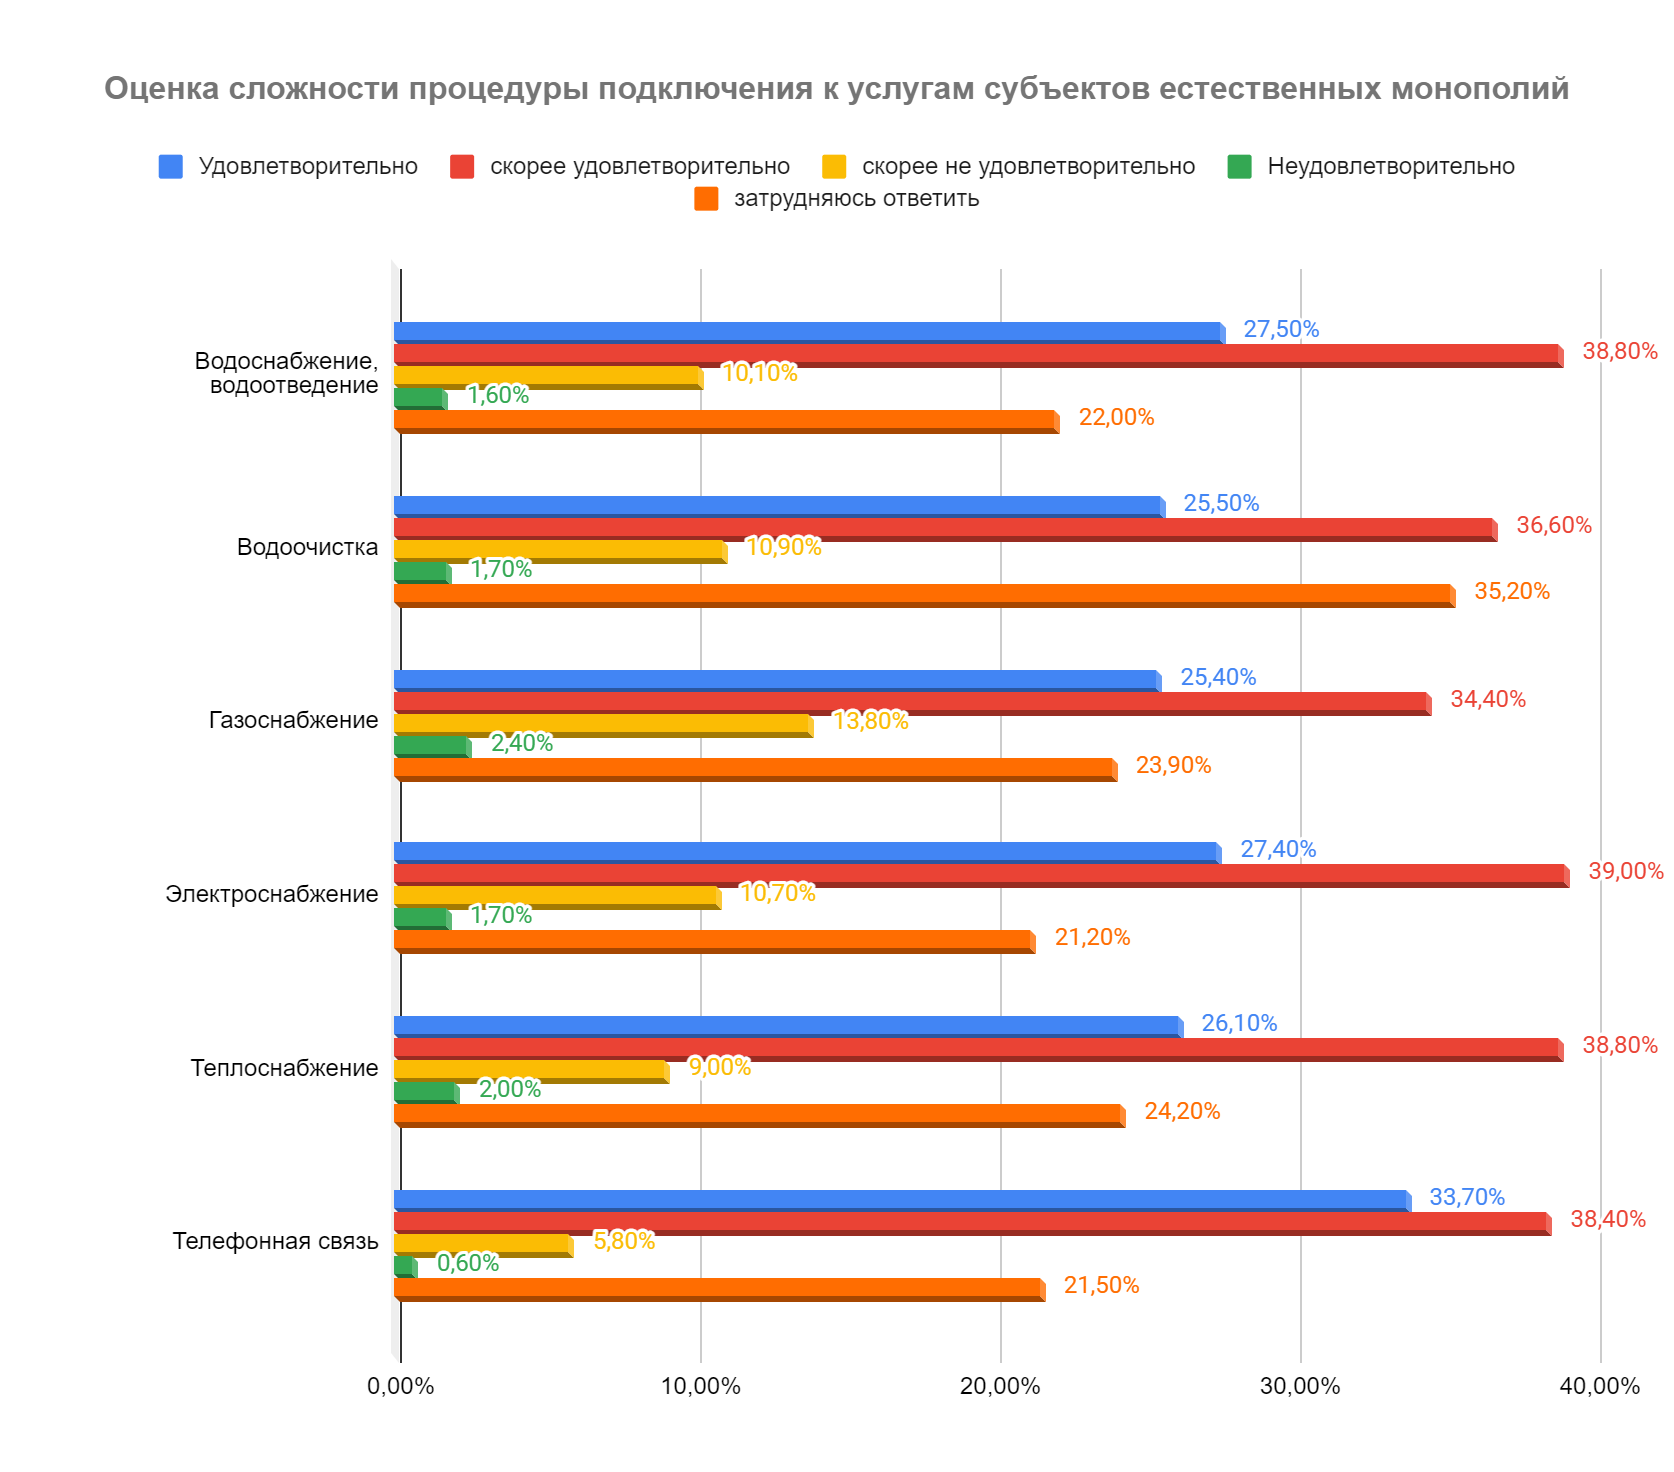 Оценка сложности процедуры подключения к услугам субъектов естественных монополий
Удовлетворительно скорее удовлетворительно скорее не удовлетворительно Неудовлетворительно
затрудняюсь ответить
Водоснабжение,
водоотведение
27,50%
38,80%
10,10%
1,60%
22,00%
Водоочистка
25,50%
36,60%
10,90%
1,70%
35,20%
Газоснабжение
25,40%
34,40%
13,80%
2,40%
23,90%
Электроснабжение
27,40%
39,00%
10,70%
1,70%
21,20%
Теплоснабжение
26,10%
38,80%
9,00%
2,00%
24,20%
Телефонная связь
33,70%
38,40%
5,80%
0,60%
21,50%
0,00% 10,00% 20,00% 30,00% 40,00%